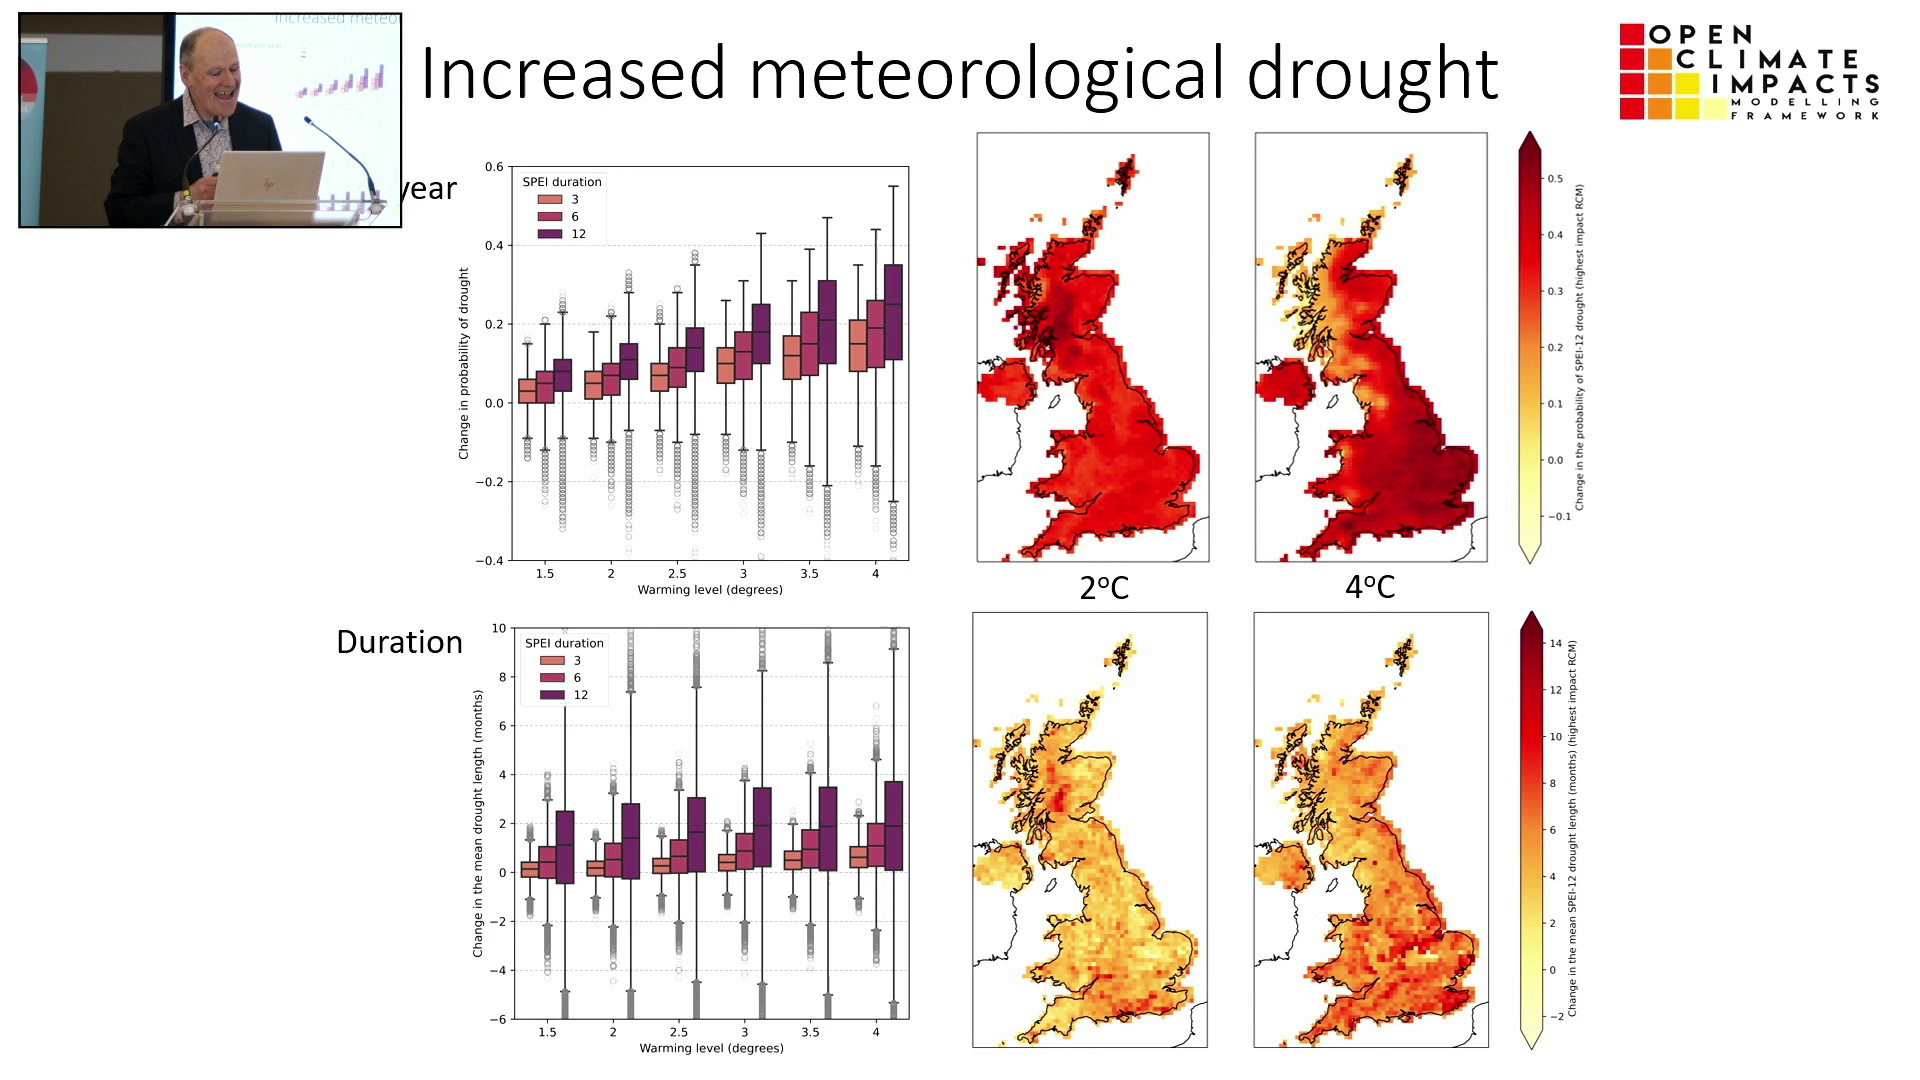 Increased meteorological drought
OPEN
CLIMATE
IMPACTS
MODELLING
FRAMEWORK
Increased meteor
year
0.6
0.4
0.2
0.0
−0.2
−0.4
Change in probability of drought
SPEI duration
3
6
12
1.5
2
2.5
3
3.5
4
Warming level (degrees)
2°C
4°C
0.5
0.4
0.3
0.2
0.1
0.0
−0.1
Change in the probability of SPEI-12 drought (highest impact RCM)
Duration
10
8
6
4
2
0
−2
−4
−6
Change in the mean drought length (months)
SPEI duration
3
6
12
1.5
2
2.5
3
3.5
4
Warming level (degrees)
14
12
10
8
6
4
2
0
−2
Change in the mean SPEI-12 drought length (months) (highest impact RCM)
hp